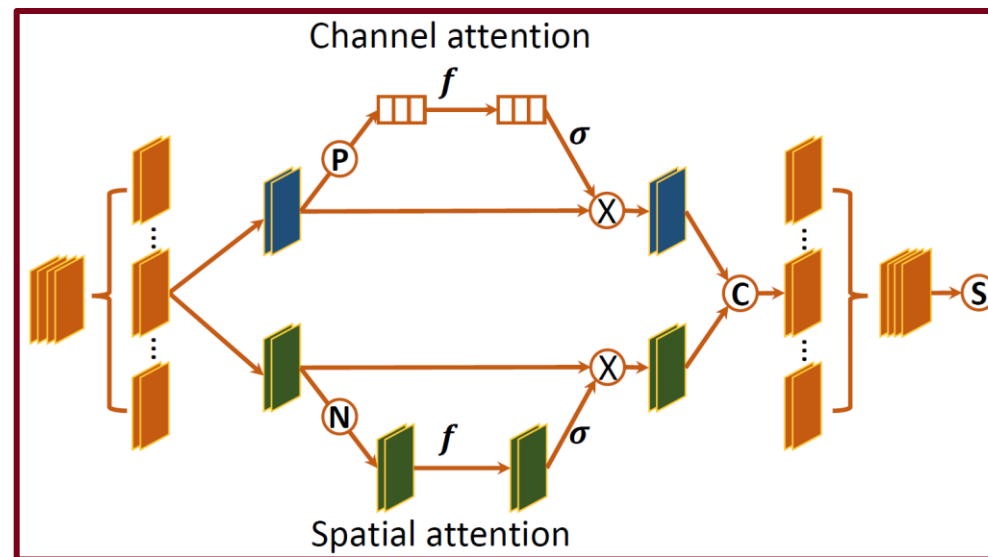 Channel attention
f
σ
P
X
⋮
⋮
C
S
X
N
f
σ
Spatial attention